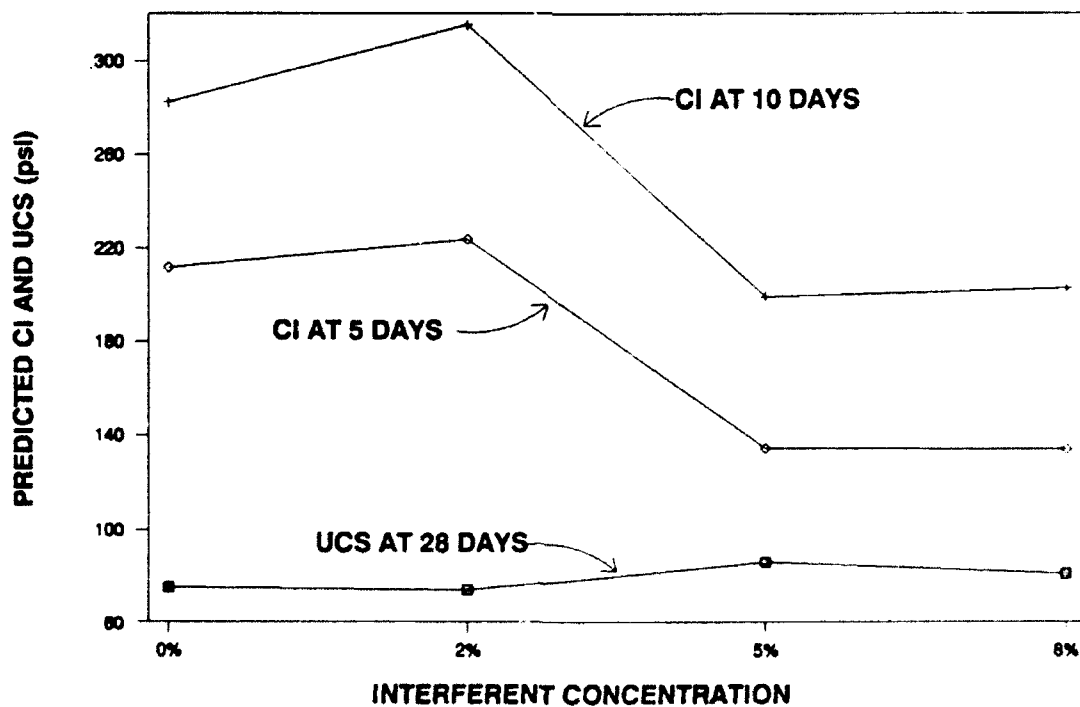 PREDICTED CI AND UCS (psi)
300
260
220
180
140
100
60
CI AT 10 DAYS
CI AT 5 DAYS
UCS AT 28 DAYS
0%
2%
5%
8%
INTERFERENT CONCENTRATION